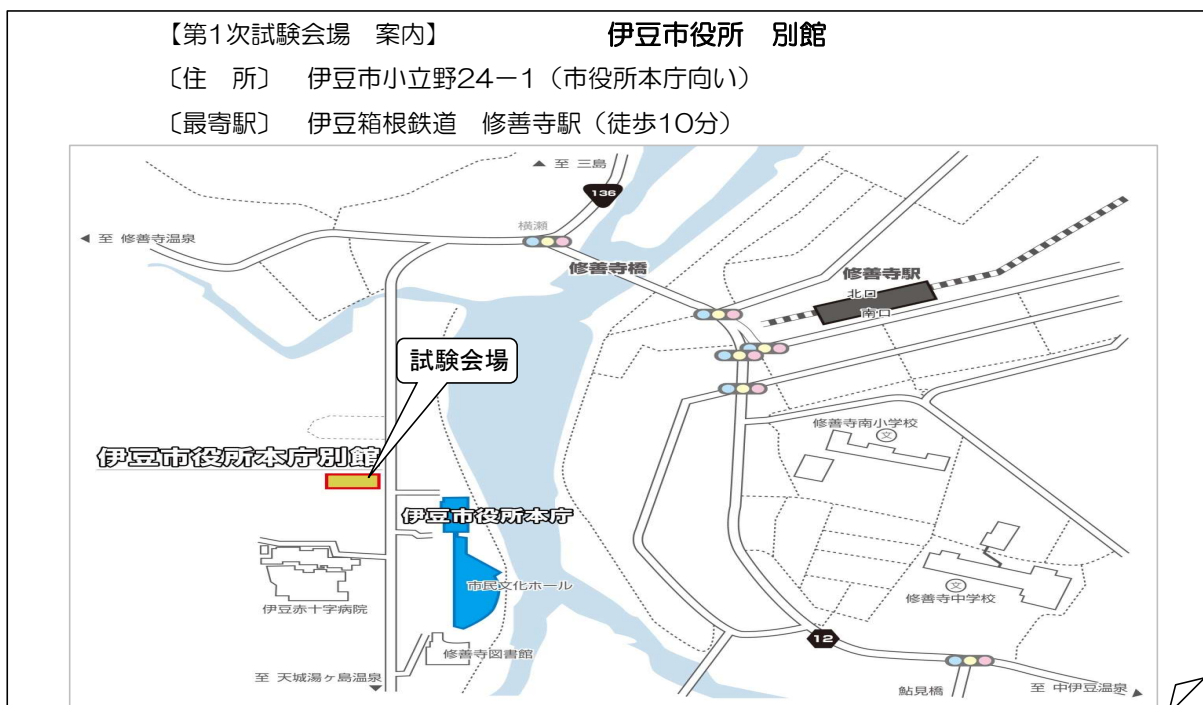 【第1次試験会場　案内】　伊豆市役所　別館
〔住　所〕　伊豆市小立野24－1（市役所本庁向い）
〔最寄駅〕　伊豆箱根鉄道　修善寺駅（徒歩10分）
▲ 至 三島
136
横瀬
◀ 至 修善寺温泉
修善寺橋
修善寺駅
北口
南口
試験会場
修善寺南小学校
文
伊豆市役所本庁別館
伊豆市役所本庁
市民文化ホール
文
伊豆赤十字病院
修善寺中学校
12
修善寺図書館
至 天城湯ヶ島温泉
鮎見橋
至 中伊豆温泉